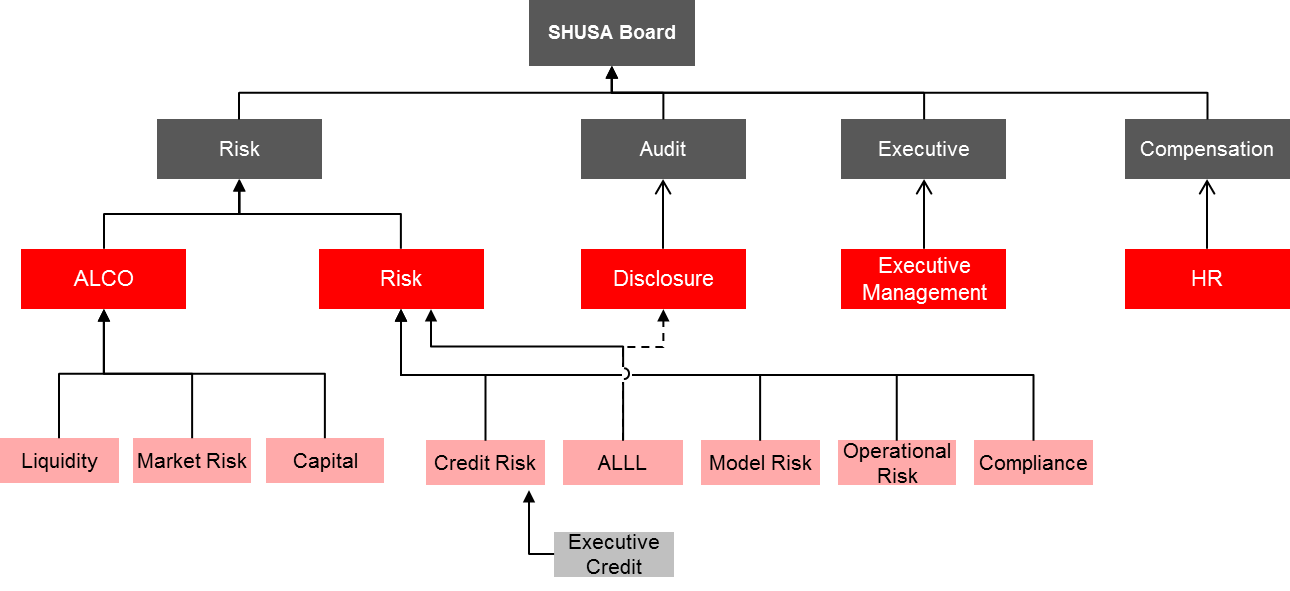 SHUSA Board
Risk
Audit
Executive
Compensation
ALCO
Risk
Disclosure
Executive
Management
HR
Liquidity
Market Risk
Capital
Credit Risk
ALLL
Model Risk
Operational
Risk
Compliance
Executive
Credit